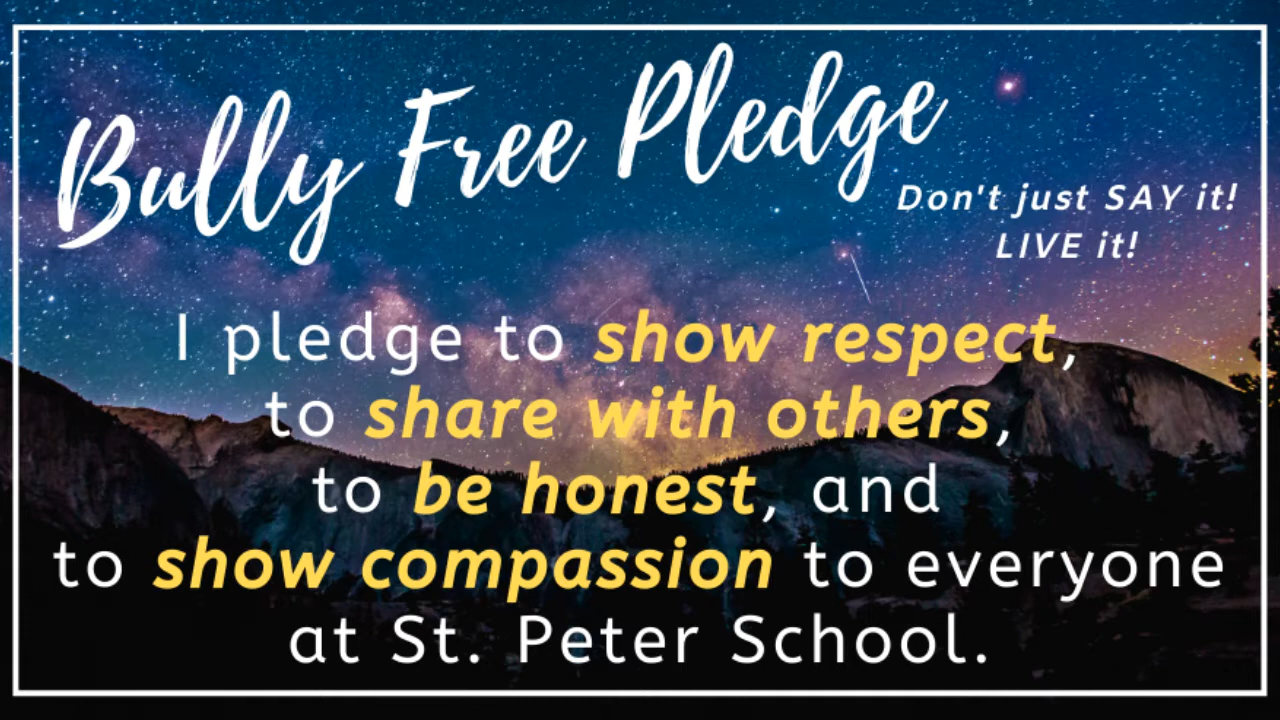 Bully Free Pledge
Don't just SAY it!
LIVE it!
I pledge to show respect,
to share with others,
to be honest, and
to show compassion to everyone
at St. Peter School.